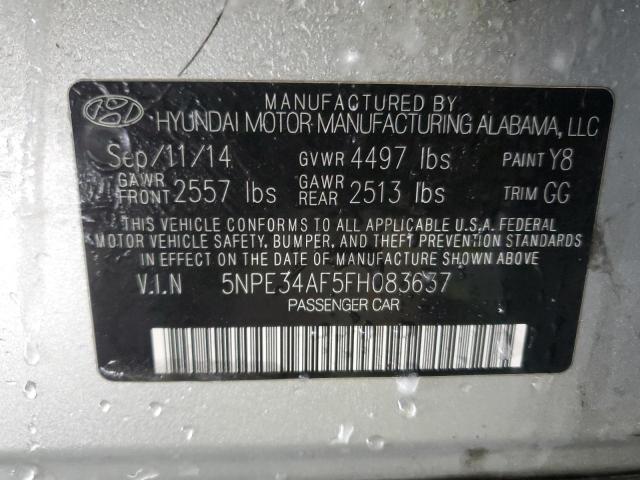 MANUFACTURED BY
HYUNDAI MOTOR MANUFACTURING ALABAMA, LLC
Sep/11/14 GVWR 4497 lbs PAINT Y8
GAWR FRONT 2557 lbs GAWR REAR 2513 lbs TRIM GG
THIS VEHICLE CONFORMS TO ALL APPLICABLE U.S.A. FEDERAL
MOTOR VEHICLE SAFETY, BUMPER, AND THEFT PREVENTION STANDARDS
IN EFFECT ON THE DATE OF MANUFACTURE SHOWN ABOVE.
V.I.N 5NPE34AF5FH083637
PASSENGER CAR